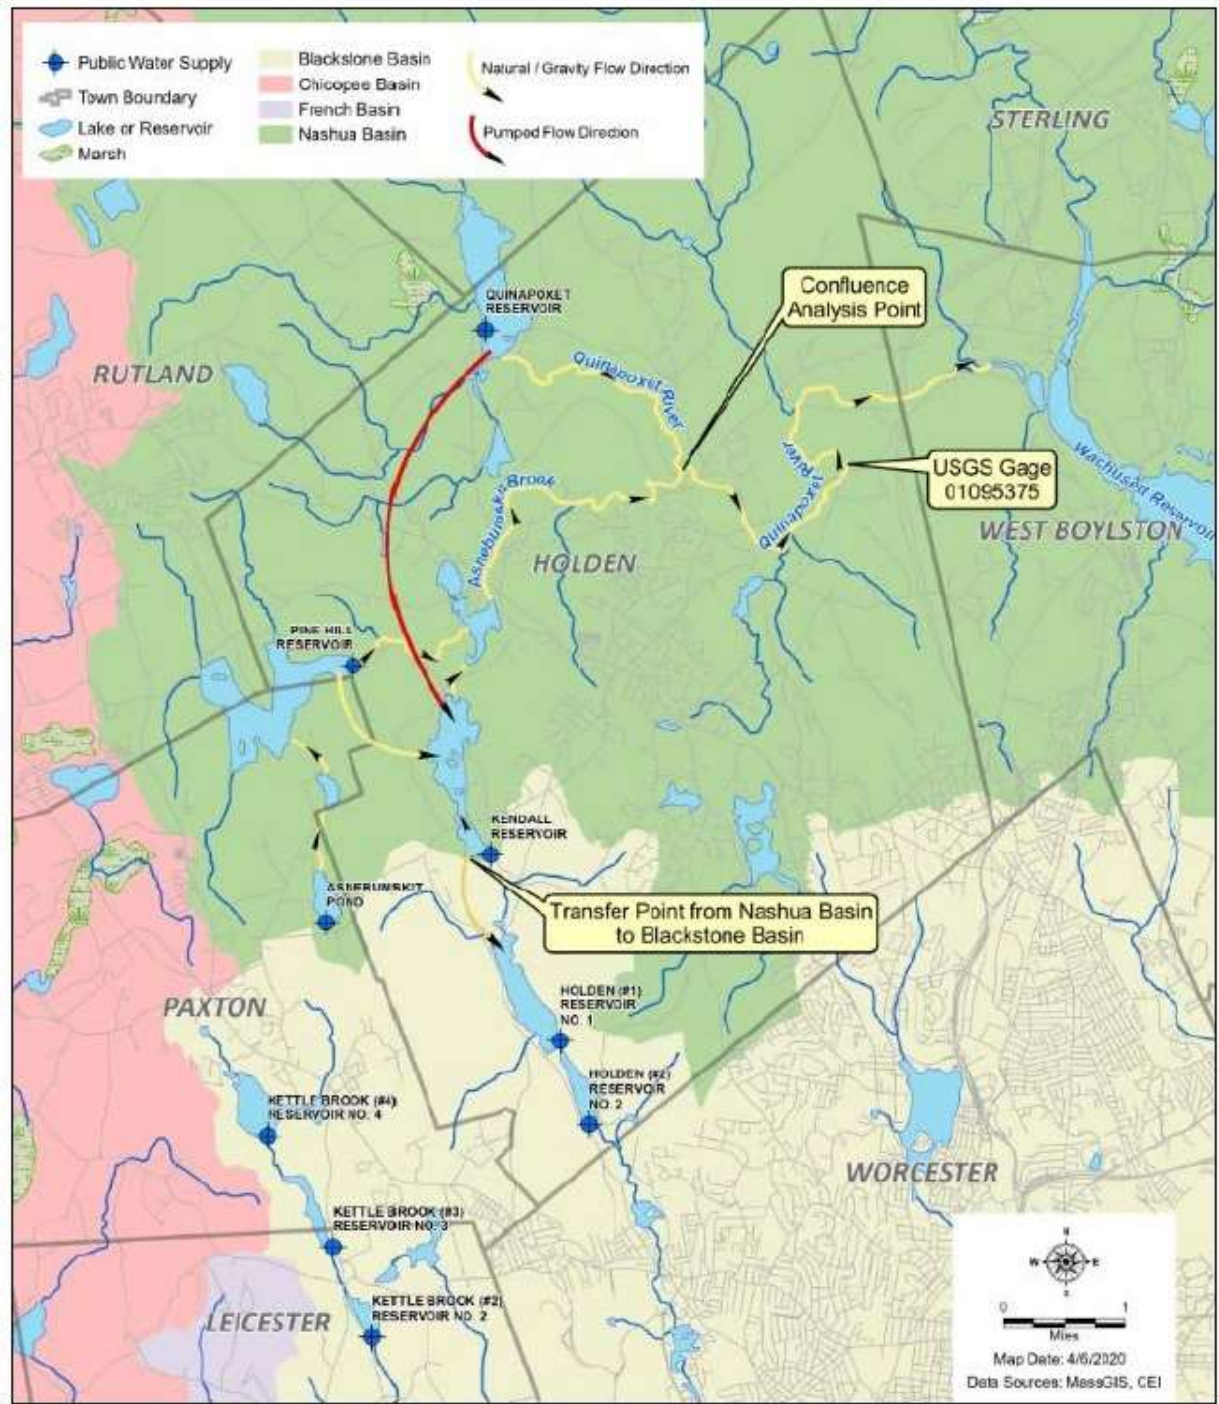 Public Water Supply
Town Boundary
Lake or Reservoir
Marsh
Blackstone Basin
Chicopee Basin
French Basin
Nashua Basin
Natural / Gravity Flow Direction
Pumped Flow Direction
STERLING
Confluence
Analysis Point
QUINAPOXET
RESERVOIR
RUTLAND
Quinapoxet River
USGS Gage
01095375
Wachusett Reservoir
WEST BOYLSTON
Asnebumskit Brook
Quinapoxet River
HOLDEN
PINE HILL
RESERVOIR
KENDALL
RESERVOIR
ASNEBUMSKIT
POND
Transfer Point from Nashua Basin
to Blackstone Basin
PAXTON
HOLDEN (#1)
RESERVOIR
NO. 1
HOLDEN (#2)
RESERVOIR
NO. 2
KETTLE BROOK (#4)
RESERVOIR NO. 4
WORCESTER
KETTLE BROOK (#3)
RESERVOIR NO. 3
KETTLE BROOK (#2)
RESERVOIR NO. 2
LEICESTER
N
W E
S
0 1
Miles
Map Date: 4/6/2020
Data Sources: MassGIS, CEI